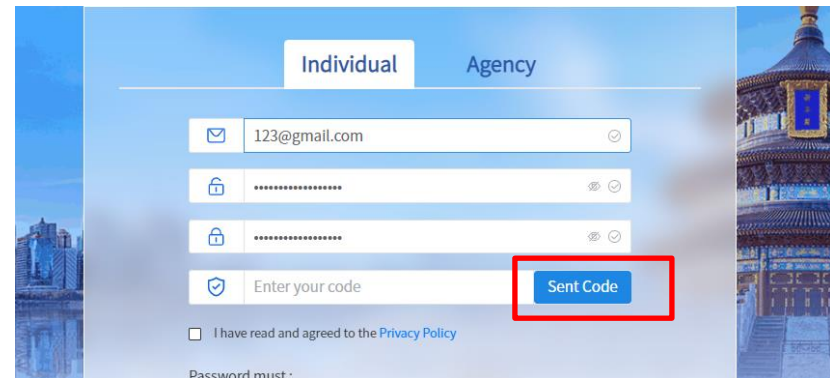 Individual Agency
123@gmail.com
••••••••••••••••••
••••••••••••••••••
Enter your code Sent Code
I have read and agreed to the Privacy Policy
Password must :